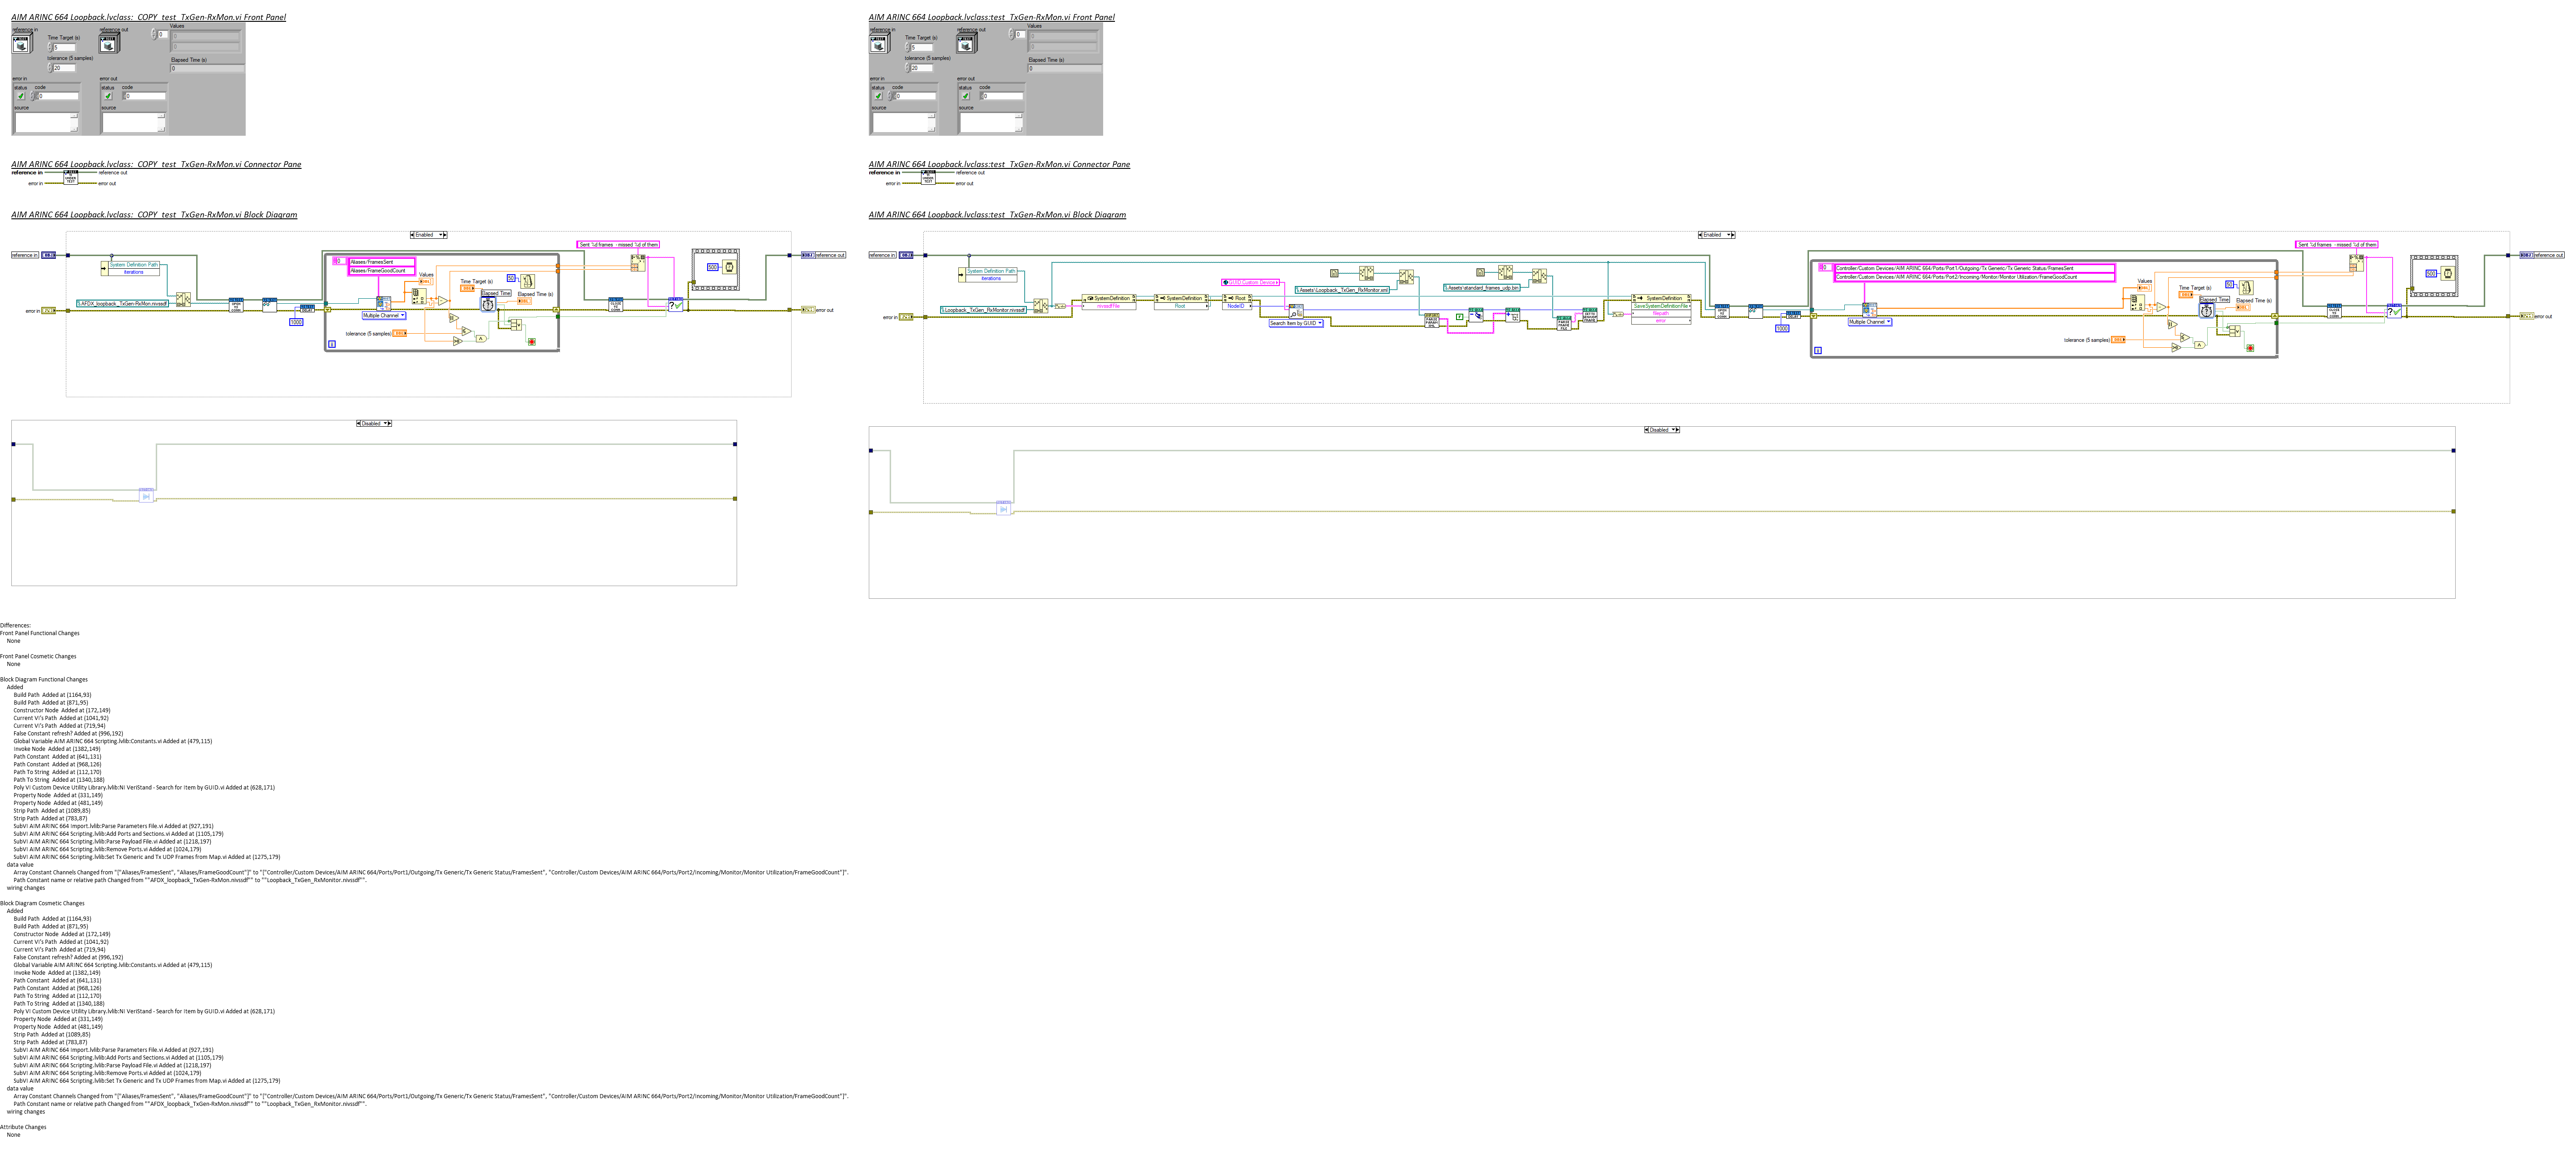 AIM ARINC 664 Loopback.lvclass:_COPY_test_TxGen-RxMon.vi Front Panel
reference in
reference out
Values
Time Target (s)
5
0
0
0
tolerance (5 samples)
20
Elapsed Time (s)
0
error in
error out
status code
0
status code
0
source
source
AIM ARINC 664 Loopback.lvclass:_COPY_test_TxGen-RxMon.vi Connector Pane
reference in
reference out
error in
error out
AIM ARINC 664 Loopback.lvclass:_COPY_test_TxGen-RxMon.vi Block Diagram
Enabled
Sent %d frames - missed %d of them
reference in
reference out
System Definition Path
iterations
Aliases/FramesSent
Aliases/FrameGoodCount
Values
Time Target (s)
50
500
Elapsed Time
Elapsed Time (s)
\AFDX_loopback_TxGen-RxMon.nivssdf
error in
error out
Multiple Channel
1000
tolerance (5 samples)
i
Disabled
AIM ARINC 664 Loopback.lvclass:test_TxGen-RxMon.vi Front Panel
reference in
reference out
Values
Time Target (s)
5
0
0
0
tolerance (5 samples)
20
Elapsed Time (s)
0
error in
error out
status code
0
status code
0
source
source
AIM ARINC 664 Loopback.lvclass:test_TxGen-RxMon.vi Connector Pane
reference in
reference out
error in
error out
AIM ARINC 664 Loopback.lvclass:test_TxGen-RxMon.vi Block Diagram
Enabled
Sent %d frames - missed %d of them
reference in
reference out
System Definition Path
iterations
Controller/Custom Devices/AIM ARINC 664/Ports/Port1/Outgoing/Tx Generic/Tx Generic Status/FramesSent
Controller/Custom Devices/AIM ARINC 664/Ports/Port2/Incoming/Monitor/Monitor Utilization/FrameGoodCount
GUID Custom Device
\Assets\Loopback_TxGen_RxMonitor.xml
\Assets\standard_frames_udp.bin
SystemDefinition
nivssdfFile
SystemDefinition
Root
Root
NodeID
Search Item by GUID
SystemDefinition
SaveSystemDefinitionFile
filepath
error
\Loopback_TxGen_RxMonitor.nivssdf
error in
error out
Values
Time Target (s)
50
Elapsed Time
Elapsed Time (s)
Multiple Channel
1000
tolerance (5 samples)
i
Disabled
Differences:
Front Panel Functional Changes
None
Front Panel Cosmetic Changes
None
Block Diagram Functional Changes
Added
Build Path  Added at (1164,93)
Build Path  Added at (871,95)
Constructor Node  Added at (172,149)
Current VI's Path  Added at (1041,92)
Current VI's Path  Added at (719,94)
False Constant refresh? Added at (996,192)
Global Variable AIM ARINC 664 Scripting.lvlib:Constants.vi Added at (479,115)
Invoke Node  Added at (1382,149)
Path Constant  Added at (641,131)
Path Constant  Added at (968,126)
Path To String  Added at (112,170)
Path To String  Added at (1340,188)
Poly VI Custom Device Utility Library.lvlib:NI VeriStand - Search for Item by GUID.vi Added at (628,171)
Property Node  Added at (331,149)
Property Node  Added at (481,149)
Strip Path  Added at (1089,85)
Strip Path  Added at (783,87)
SubVI AIM ARINC 664 Import.lvlib:Parse Parameters File.vi Added at (927,191)
SubVI AIM ARINC 664 Scripting.lvlib:Add Ports and Sections.vi Added at (1105,179)
SubVI AIM ARINC 664 Scripting.lvlib:Parse Payload File.vi Added at (1218,197)
SubVI AIM ARINC 664 Scripting.lvlib:Remove Ports.vi Added at (1024,179)
SubVI AIM ARINC 664 Scripting.lvlib:Set Tx Generic and Tx UDP Frames from Map.vi Added at (1275,179)
data value
Array Constant Channels Changed from "["Aliases/FramesSent", "Aliases/FrameGoodCount"]" to "["Controller/Custom Devices/AIM ARINC 664/Ports/Port1/Outgoing/Tx Generic/Tx Generic Status/FramesSent", "Controller/Custom Devices/AIM ARINC 664/Ports/Port2/Incoming/Monitor/Monitor Utilization/FrameGoodCount"]".
Path Constant name or relative path Changed from ""AFDX_loopback_TxGen-RxMon.nivssdf"" to ""Loopback_TxGen_RxMonitor.nivssdf"".
wiring changes
Block Diagram Cosmetic Changes
Added
Build Path  Added at (1164,93)
Build Path  Added at (871,95)
Constructor Node  Added at (172,149)
Current VI's Path  Added at (1041,92)
Current VI's Path  Added at (719,94)
False Constant refresh? Added at (996,192)
Global Variable AIM ARINC 664 Scripting.lvlib:Constants.vi Added at (479,115)
Invoke Node  Added at (1382,149)
Path Constant  Added at (641,131)
Path Constant  Added at (968,126)
Path To String  Added at (112,170)
Path To String  Added at (1340,188)
Poly VI Custom Device Utility Library.lvlib:NI VeriStand - Search for Item by GUID.vi Added at (628,171)
Property Node  Added at (331,149)
Property Node  Added at (481,149)
Strip Path  Added at (1089,85)
Strip Path  Added at (783,87)
SubVI AIM ARINC 664 Import.lvlib:Parse Parameters File.vi Added at (927,191)
SubVI AIM ARINC 664 Scripting.lvlib:Add Ports and Sections.vi Added at (1105,179)
SubVI AIM ARINC 664 Scripting.lvlib:Parse Payload File.vi Added at (1218,197)
SubVI AIM ARINC 664 Scripting.lvlib:Remove Ports.vi Added at (1024,179)
SubVI AIM ARINC 664 Scripting.lvlib:Set Tx Generic and Tx UDP Frames from Map.vi Added at (1275,179)
data value
Array Constant Channels Changed from "["Aliases/FramesSent", "Aliases/FrameGoodCount"]" to "["Controller/Custom Devices/AIM ARINC 664/Ports/Port1/Outgoing/Tx Generic/Tx Generic Status/FramesSent", "Controller/Custom Devices/AIM ARINC 664/Ports/Port2/Incoming/Monitor/Monitor Utilization/FrameGoodCount"]".
Path Constant name or relative path Changed from ""AFDX_loopback_TxGen-RxMon.nivssdf"" to ""Loopback_TxGen_RxMonitor.nivssdf"".
wiring changes
Attribute Changes
None